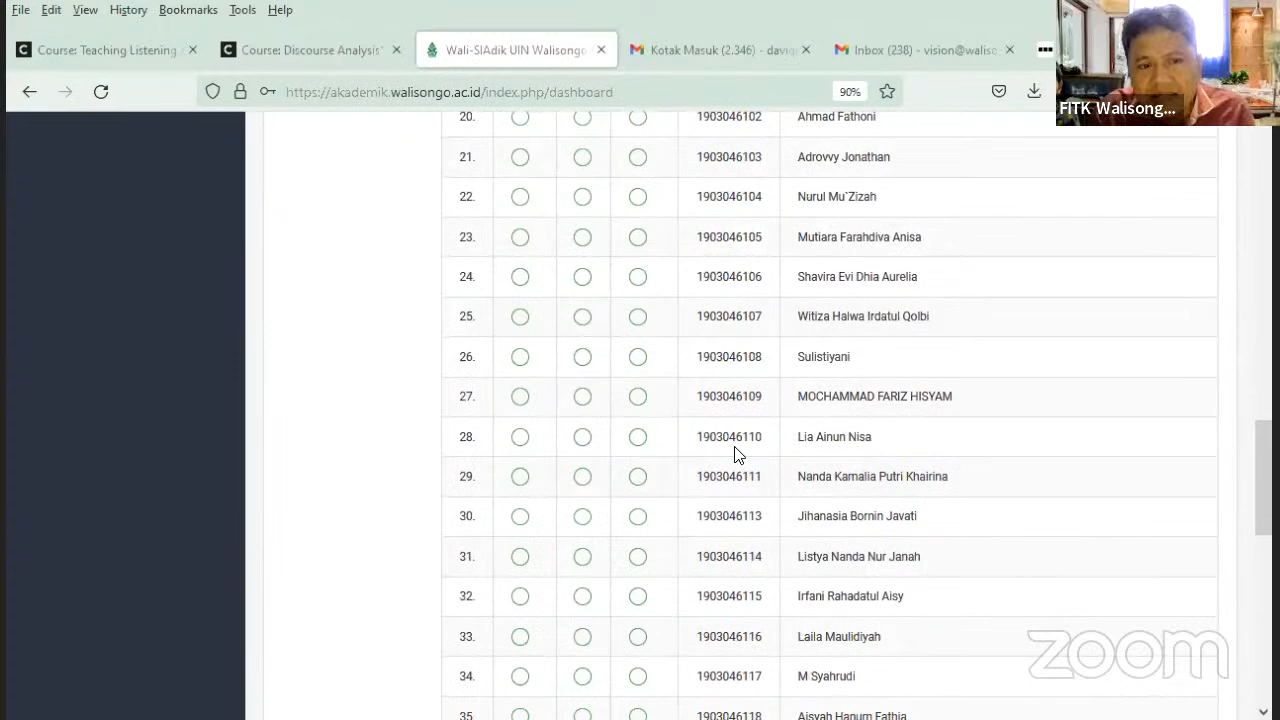 File Edit View History Bookmarks Tools Help
Course: Teaching Listening
Course: Discourse Analysis'
Wali-SIAdik UIN Walisongo
Kotak Masuk (2.346) - daviq
Inbox (238) - vision@waliso
https://akademik.walisongo.ac.id/index.php/dashboard
90%
FITK Walisong...
20. 1903046102 Ahmad Fathoni
21. 1903046103 Adrovvy Jonathan
22. 1903046104 Nurul Mu`Zizah
23. 1903046105 Mutiara Farahdiva Anisa
24. 1903046106 Shavira Evi Dhia Aurelia
25. 1903046107 Witiza Halwa Irdatul Qolbi
26. 1903046108 Sulistiyani
27. 1903046109 MOCHAMMAD FARIZ HISYAM
28. 1903046110 Lia Ainun Nisa
29. 1903046111 Nanda Kamalia Putri Khairina
30. 1903046113 Jihanasia Bornin Javati
31. 1903046114 Listya Nanda Nur Janah
32. 1903046115 Irfani Rahadatul Aisy
33. 1903046116 Laila Maulidiyah
34. 1903046117 M Syahrudi
35 1903046118 Aisyah Hanum Fathia
zoom